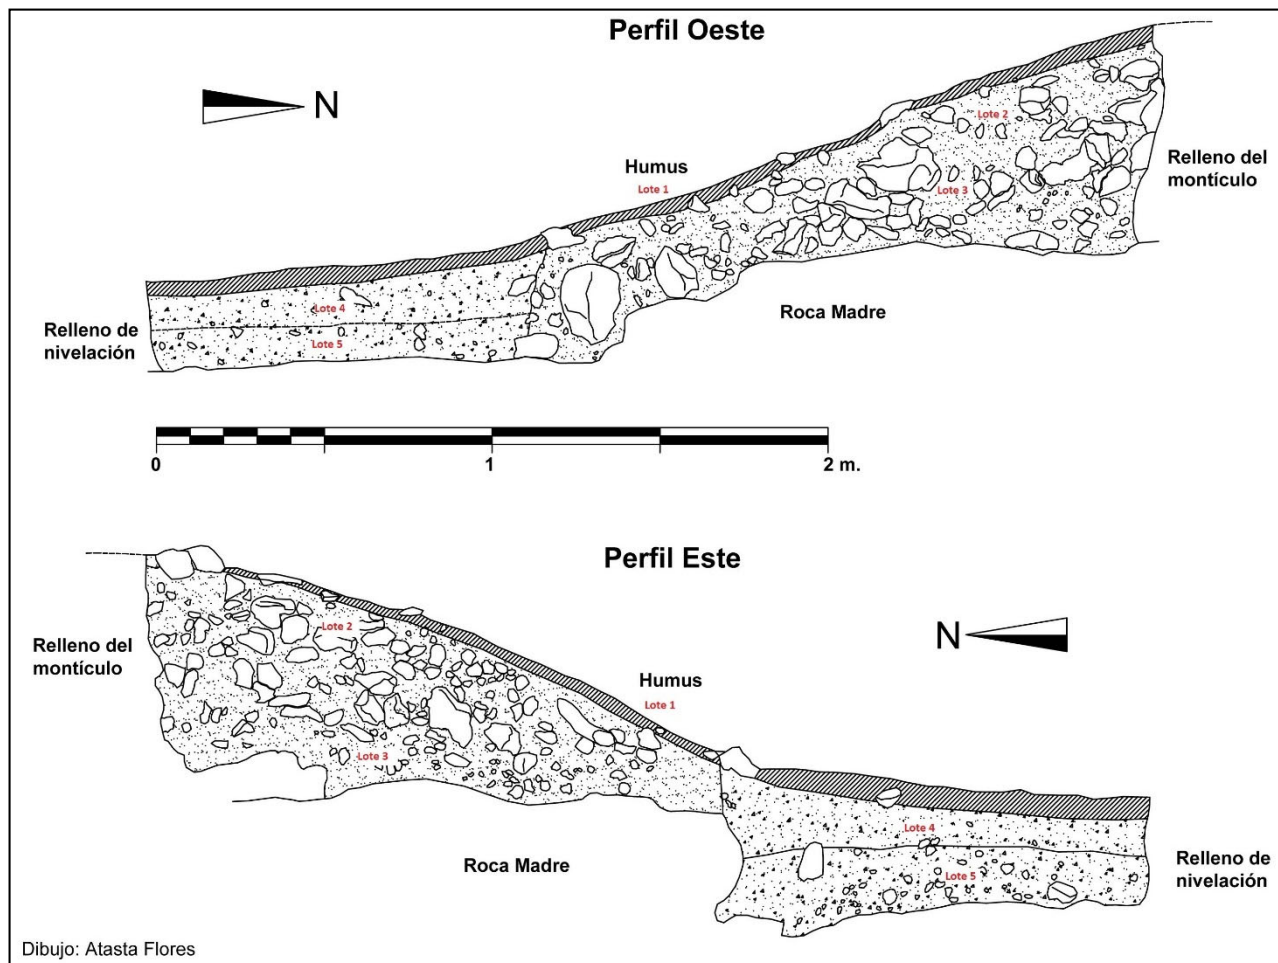 Perfil Oeste
N
Lote 2
Humus
Lote 1
Relleno del
montículo
Lote 3
Roca Madre
Lote 4
Relleno de
nivelación
Lote 5
0 1 2 m.
Perfil Este
Lote 2
N
Relleno del
montículo
Humus
Lote 1
Lote 3
Lote 4
Roca Madre
Relleno de
nivelación
Lote 5
Dibujo: Atasta Flores